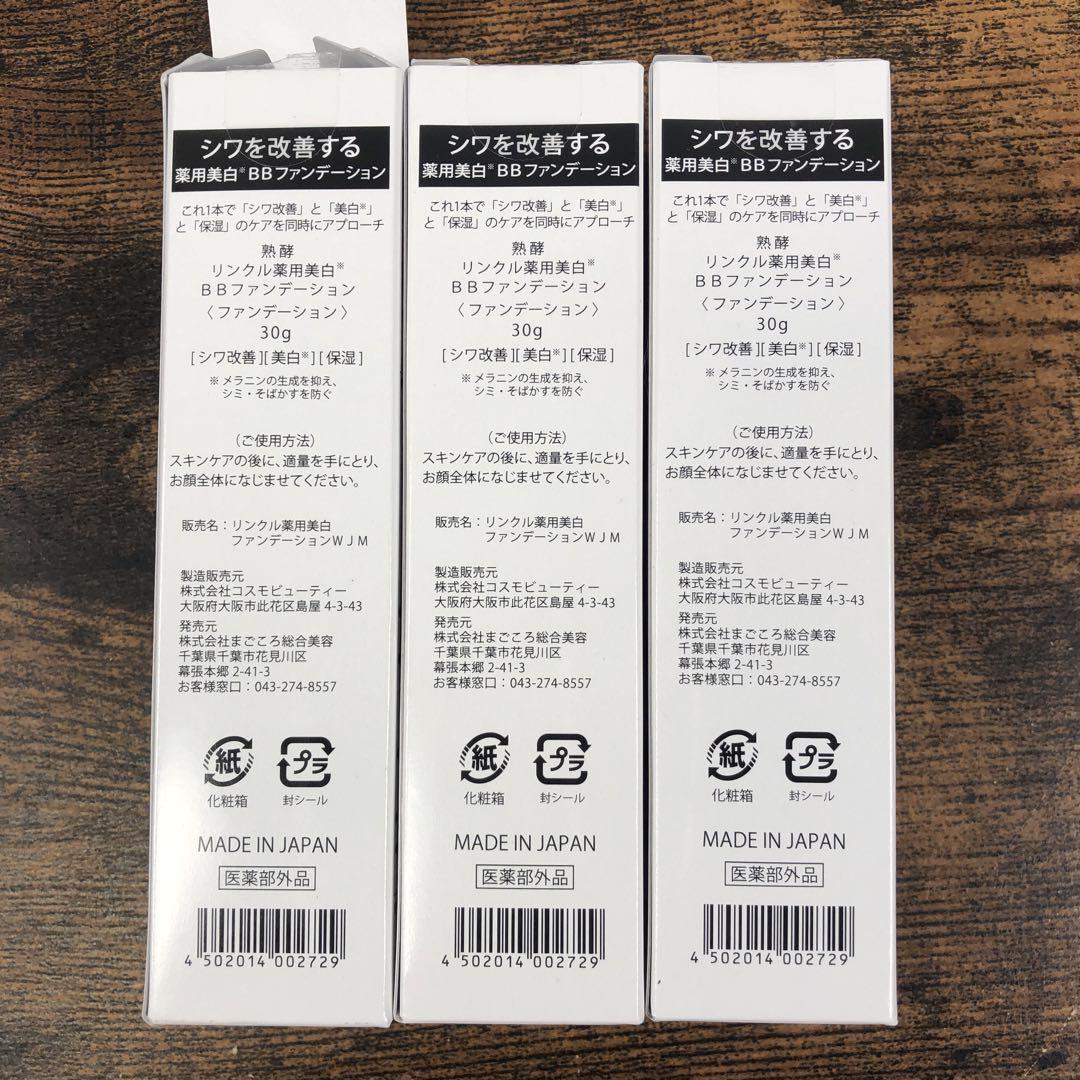 シワを改善する
薬用美白※ BBファンデーション
これ1本で「シワ改善」と「美白※」
と「保湿」のケアを同時にアプローチ
熟酵
リンクル薬用美白※
BBファンデーション
〈ファンデーション〉
30g
[シワ改善][美白※][保湿]
※ メラニンの生成を抑え、
シミ・そばかすを防ぐ
（ご使用方法）
スキンケアの後に、適量を手にとり、
お顔全体になじませてください。
販売名：リンクル薬用美白
ファンデーションＷＪＭ
製造販売元
株式会社コスモビューティー
大阪府大阪市此花区島屋 4-3-43
発売元
株式会社まごころ総合美容
千葉県千葉市花見川区
幕張本郷 2-41-3
お客様窓口：043-274-8557
紙 プラ
化粧箱 封シール
MADE IN JAPAN
医薬部外品
4 502014 002729
シワを改善する
薬用美白※ BBファンデーション
これ1本で「シワ改善」と「美白※」
と「保湿」のケアを同時にアプローチ
熟酵
リンクル薬用美白※
BBファンデーション
〈ファンデーション〉
30g
[シワ改善][美白※][保湿]
※ メラニンの生成を抑え、
シミ・そばかすを防ぐ
（ご使用方法）
スキンケアの後に、適量を手にとり、
お顔全体になじませてください。
販売名：リンクル薬用美白
ファンデーションＷＪＭ
製造販売元
株式会社コスモビューティー
大阪府大阪市此花区島屋 4-3-43
発売元
株式会社まごころ総合美容
千葉県千葉市花見川区
幕張本郷 2-41-3
お客様窓口：043-274-8557
紙 プラ
化粧箱 封シール
MADE IN JAPAN
医薬部外品
4 502014 002729
シワを改善する
薬用美白※ BBファンデーション
これ1本で「シワ改善」と「美白※」
と「保湿」のケアを同時にアプローチ
熟酵
リンクル薬用美白※
BBファンデーション
〈ファンデーション〉
30g
[シワ改善][美白※][保湿]
※ メラニンの生成を抑え、
シミ・そばかすを防ぐ
（ご使用方法）
スキンケアの後に、適量を手にとり、
お顔全体になじませてください。
販売名：リンクル薬用美白
ファンデーションＷＪＭ
製造販売元
株式会社コスモビューティー
大阪府大阪市此花区島屋 4-3-43
発売元
株式会社まごころ総合美容
千葉県千葉市花見川区
幕張本郷 2-41-3
お客様窓口：043-274-8557
紙 プラ
化粧箱 封シール
MADE IN JAPAN
医薬部外品
4 502014 002729